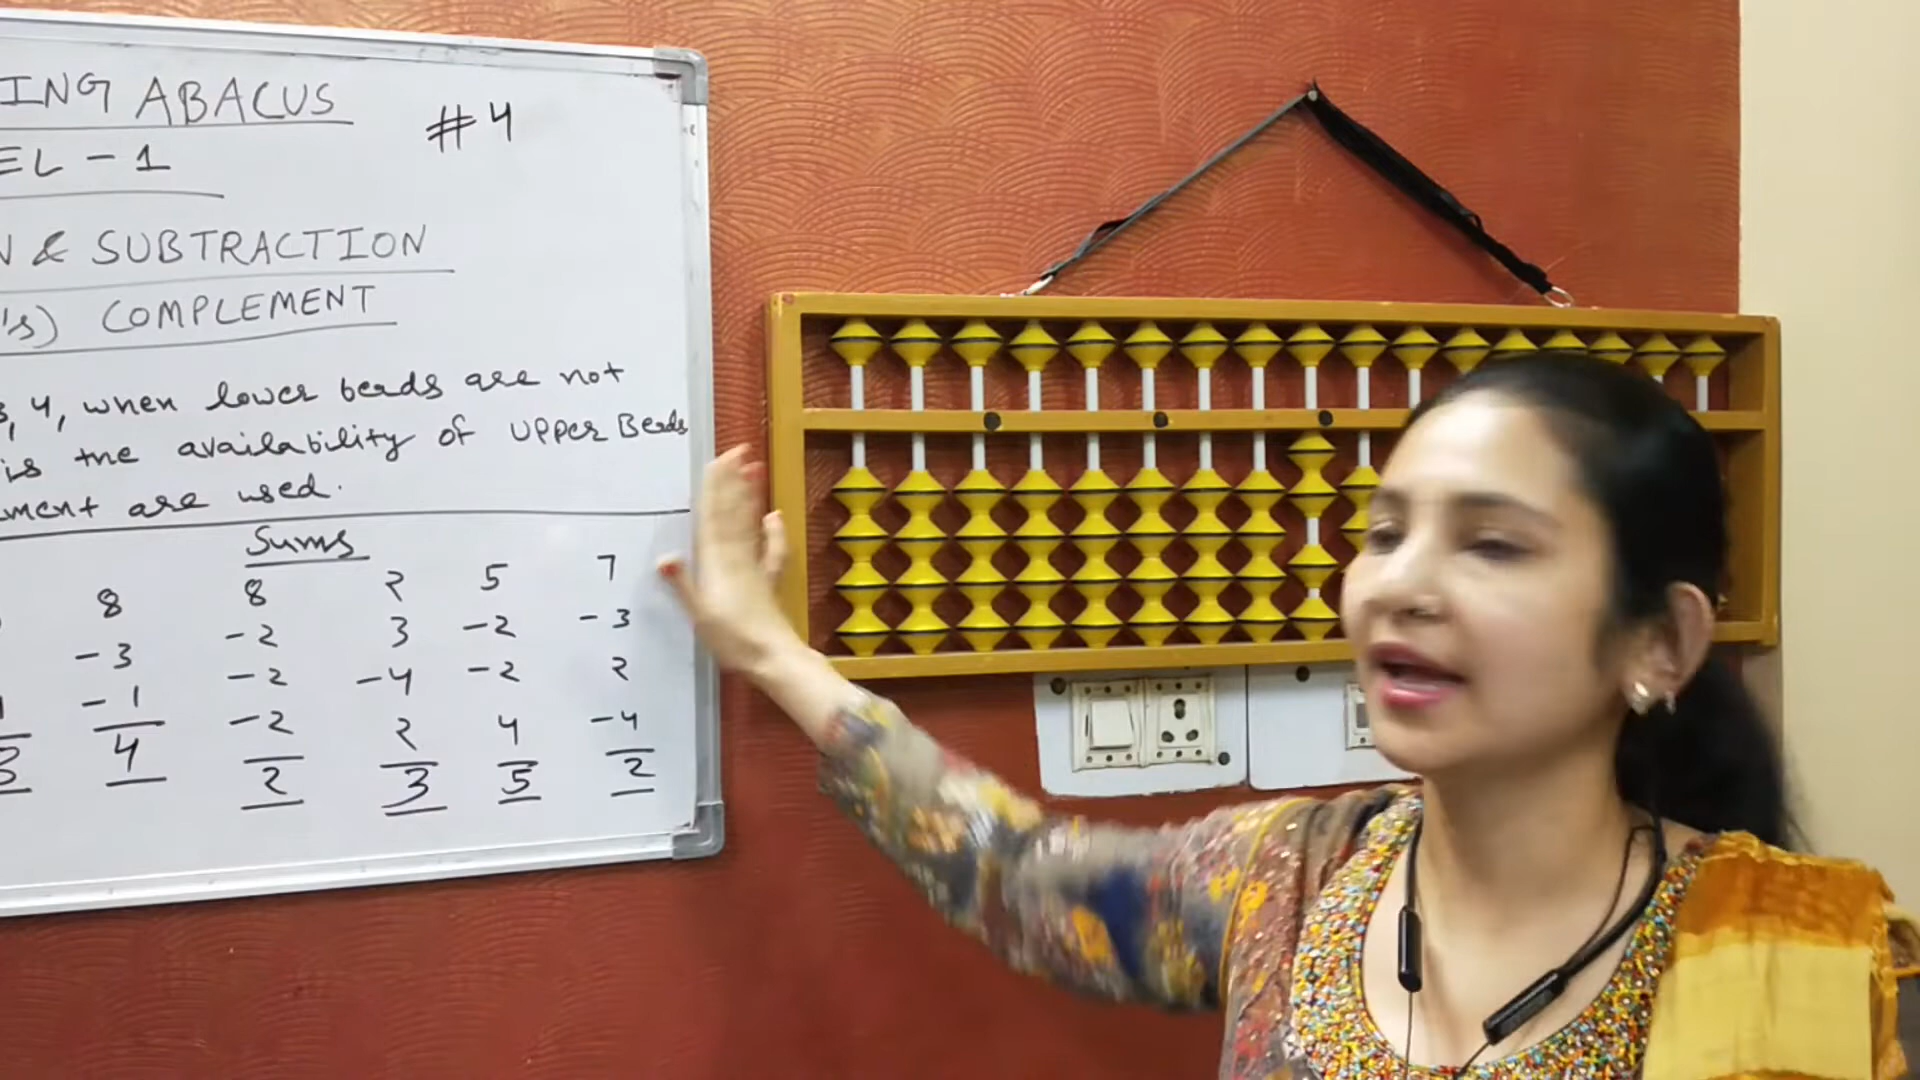 ING ABACUS
#4
EL - 1
N & SUBTRACTION
's) COMPLEMENT
3, 4, when lower beads are not
is the availability of UPPER Beads
ment are used.
Sums
8 8 2 5 7
-3 -2 3 -2 -3
-1 -2 -4 -2 2
-2 2 4 -4
3 4 2 3 5 2